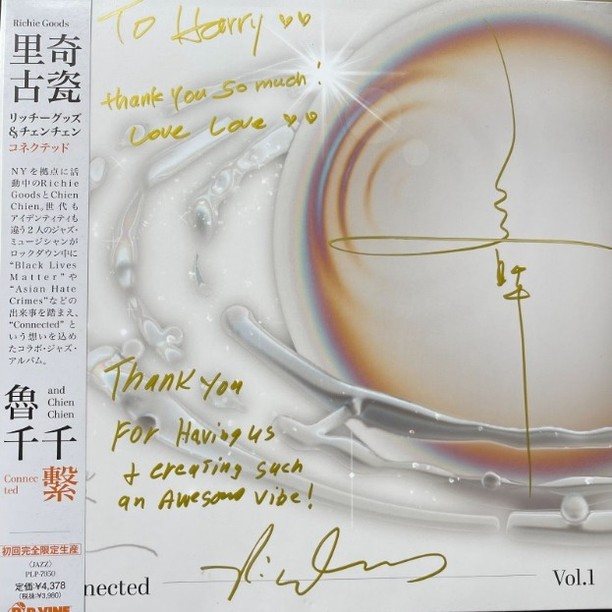 Richie Goods
里奇
古瓷
リッチーグッズ
&チェンチェン
コネクテッド
NYを拠点に活
動中のRichie
GoodsとChien
Chien。世代も
アイデンティティも
違う2人のジャズ・
ミュージシャンが
ロックダウン中に
“Black Lives
Matter”や
“Asian Hate
Crimes”などの
出来事を踏まえ、
“Connected”と
いう想いを込め
たコラボ・ジャズ・
アルバム。
魯
千千
and
Chien
Chien
Connec
ted
繫
初回完全限定生産
〈JAZZ〉
PLP-7050
定価:¥4,378
(税抜:¥3,980)
P-VINE
To Harry ♡♡
thank you so much!
Love Love ♡♡
Thank you
For Having us
+ creating such
an Awesome vibe!
nnected
Vol.1